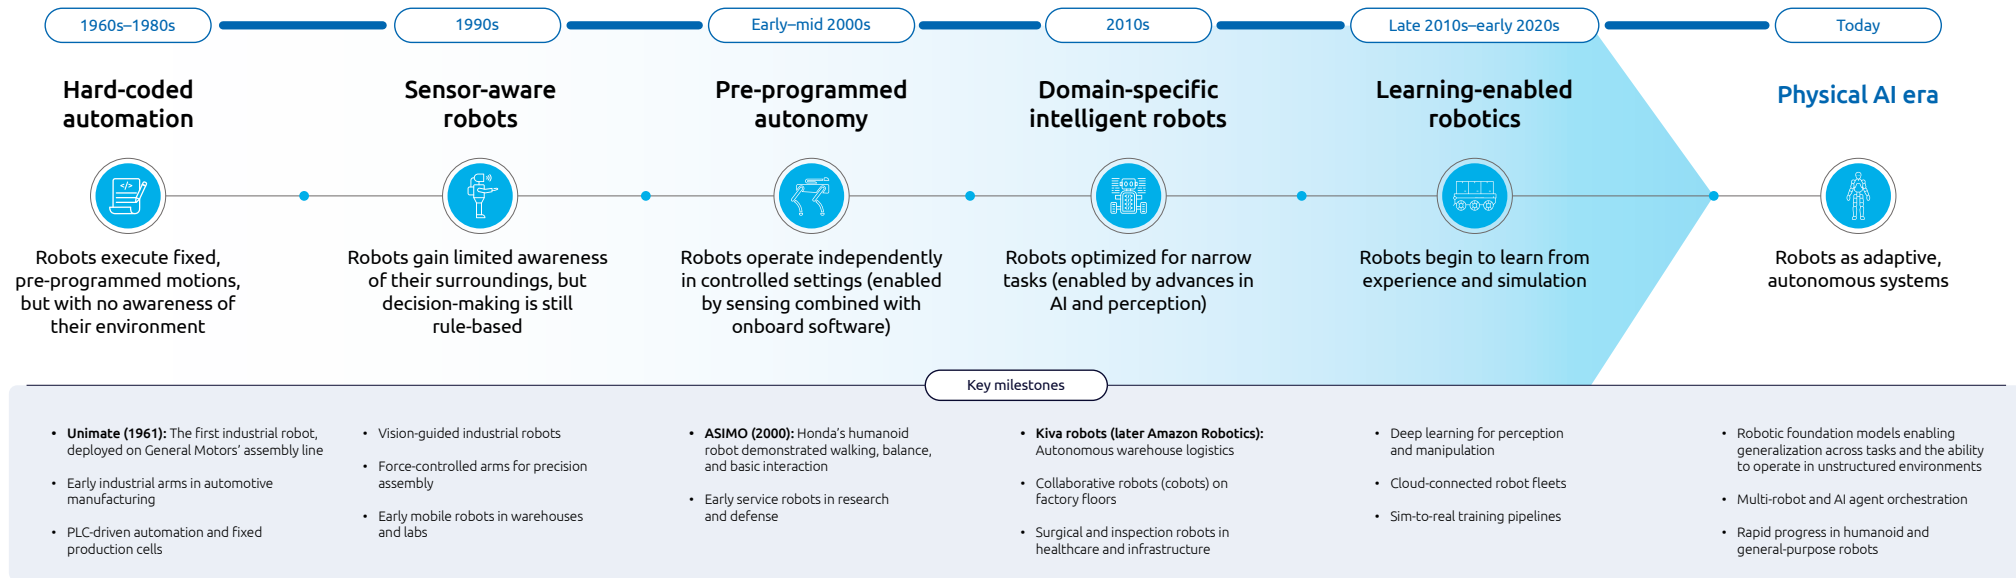 1960s–1980s
1990s
Early–mid 2000s
2010s
Late 2010s–early 2020s
Today
Hard-coded
automation
Sensor-aware
robots
Pre-programmed
autonomy
Domain-specific
intelligent robots
Learning-enabled
robotics
Physical AI era
</>
Robots execute fixed,
pre-programmed motions,
but with no awareness of
their environment
Robots gain limited awareness
of their surroundings, but
decision-making is still
rule-based
Robots operate independently
in controlled settings (enabled
by sensing combined with
onboard software)
Robots optimized for narrow
tasks (enabled by advances in
AI and perception)
Robots begin to learn from
experience and simulation
Robots as adaptive,
autonomous systems
Key milestones
• Unimate (1961): The first industrial robot,
deployed on General Motors’ assembly line
• Early industrial arms in automotive
manufacturing
• PLC-driven automation and fixed
production cells
• Vision-guided industrial robots
• Force-controlled arms for precision
assembly
• Early mobile robots in warehouses
and labs
• ASIMO (2000): Honda’s humanoid
robot demonstrated walking, balance,
and basic interaction
• Early service robots in research
and defense
• Kiva robots (later Amazon Robotics):
Autonomous warehouse logistics
• Collaborative robots (cobots) on
factory floors
• Surgical and inspection robots in
healthcare and infrastructure
• Deep learning for perception
and manipulation
• Cloud-connected robot fleets
• Sim-to-real training pipelines
• Robotic foundation models enabling
generalization across tasks and the ability
to operate in unstructured environments
• Multi-robot and AI agent orchestration
• Rapid progress in humanoid and
general-purpose robots